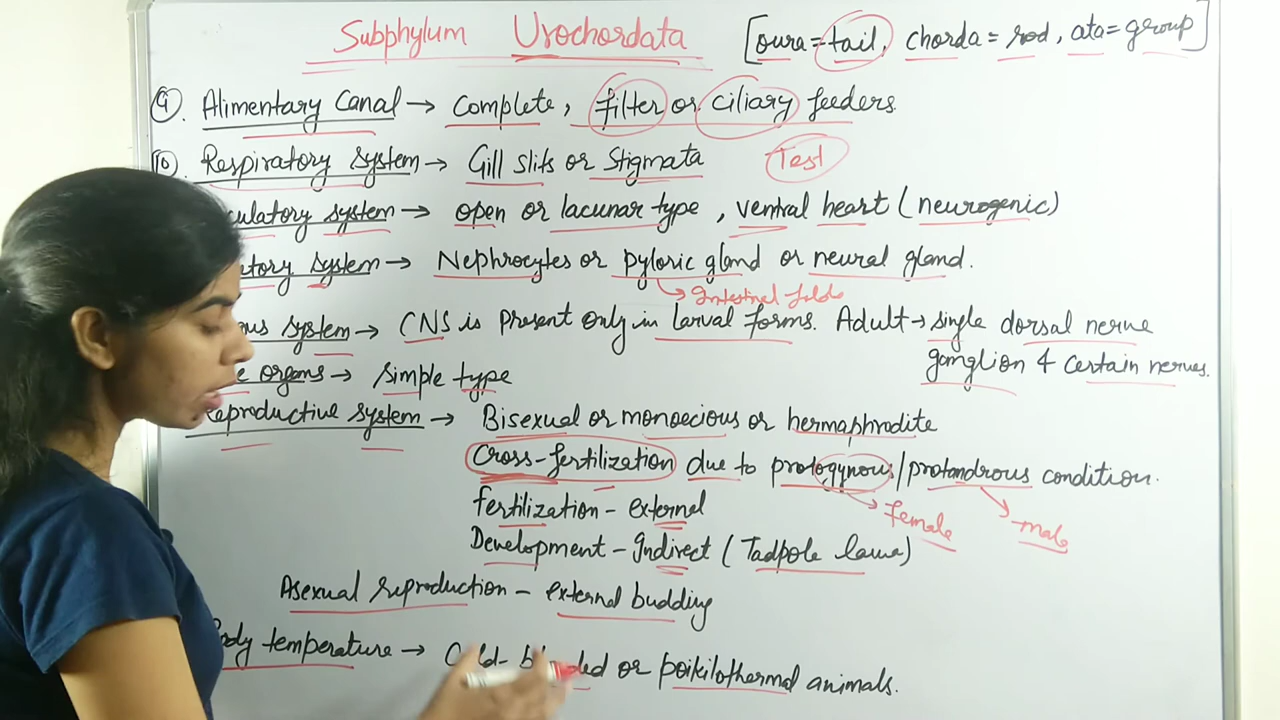 Subphylum Urochordata [oura=tail, chorda=rod, ata=group]
9. Alimentary Canal → complete, filter or ciliary feeders
10. Respiratory system → Gill slits or Stigmata Test
culatory system → open or lacunar type, ventral heart (neurogenic)
tory system → Nephrocytes or pyloric gland or neural gland.
→ Intestinal folds
ous system → CNS is present only in larval forms. Adult → single dorsal nerve
ganglion & certain nerves.
e organs → simple type
Reproductive system → Bisexual or monoecious or hermaphrodite
Cross-fertilization due to protogynous/protandrous condition.
fertilization - external female male
Development - Indirect (Tadpole larva)
Asexual reproduction - external budding
Body temperature → Cold-blooded or poikilothermal animals.